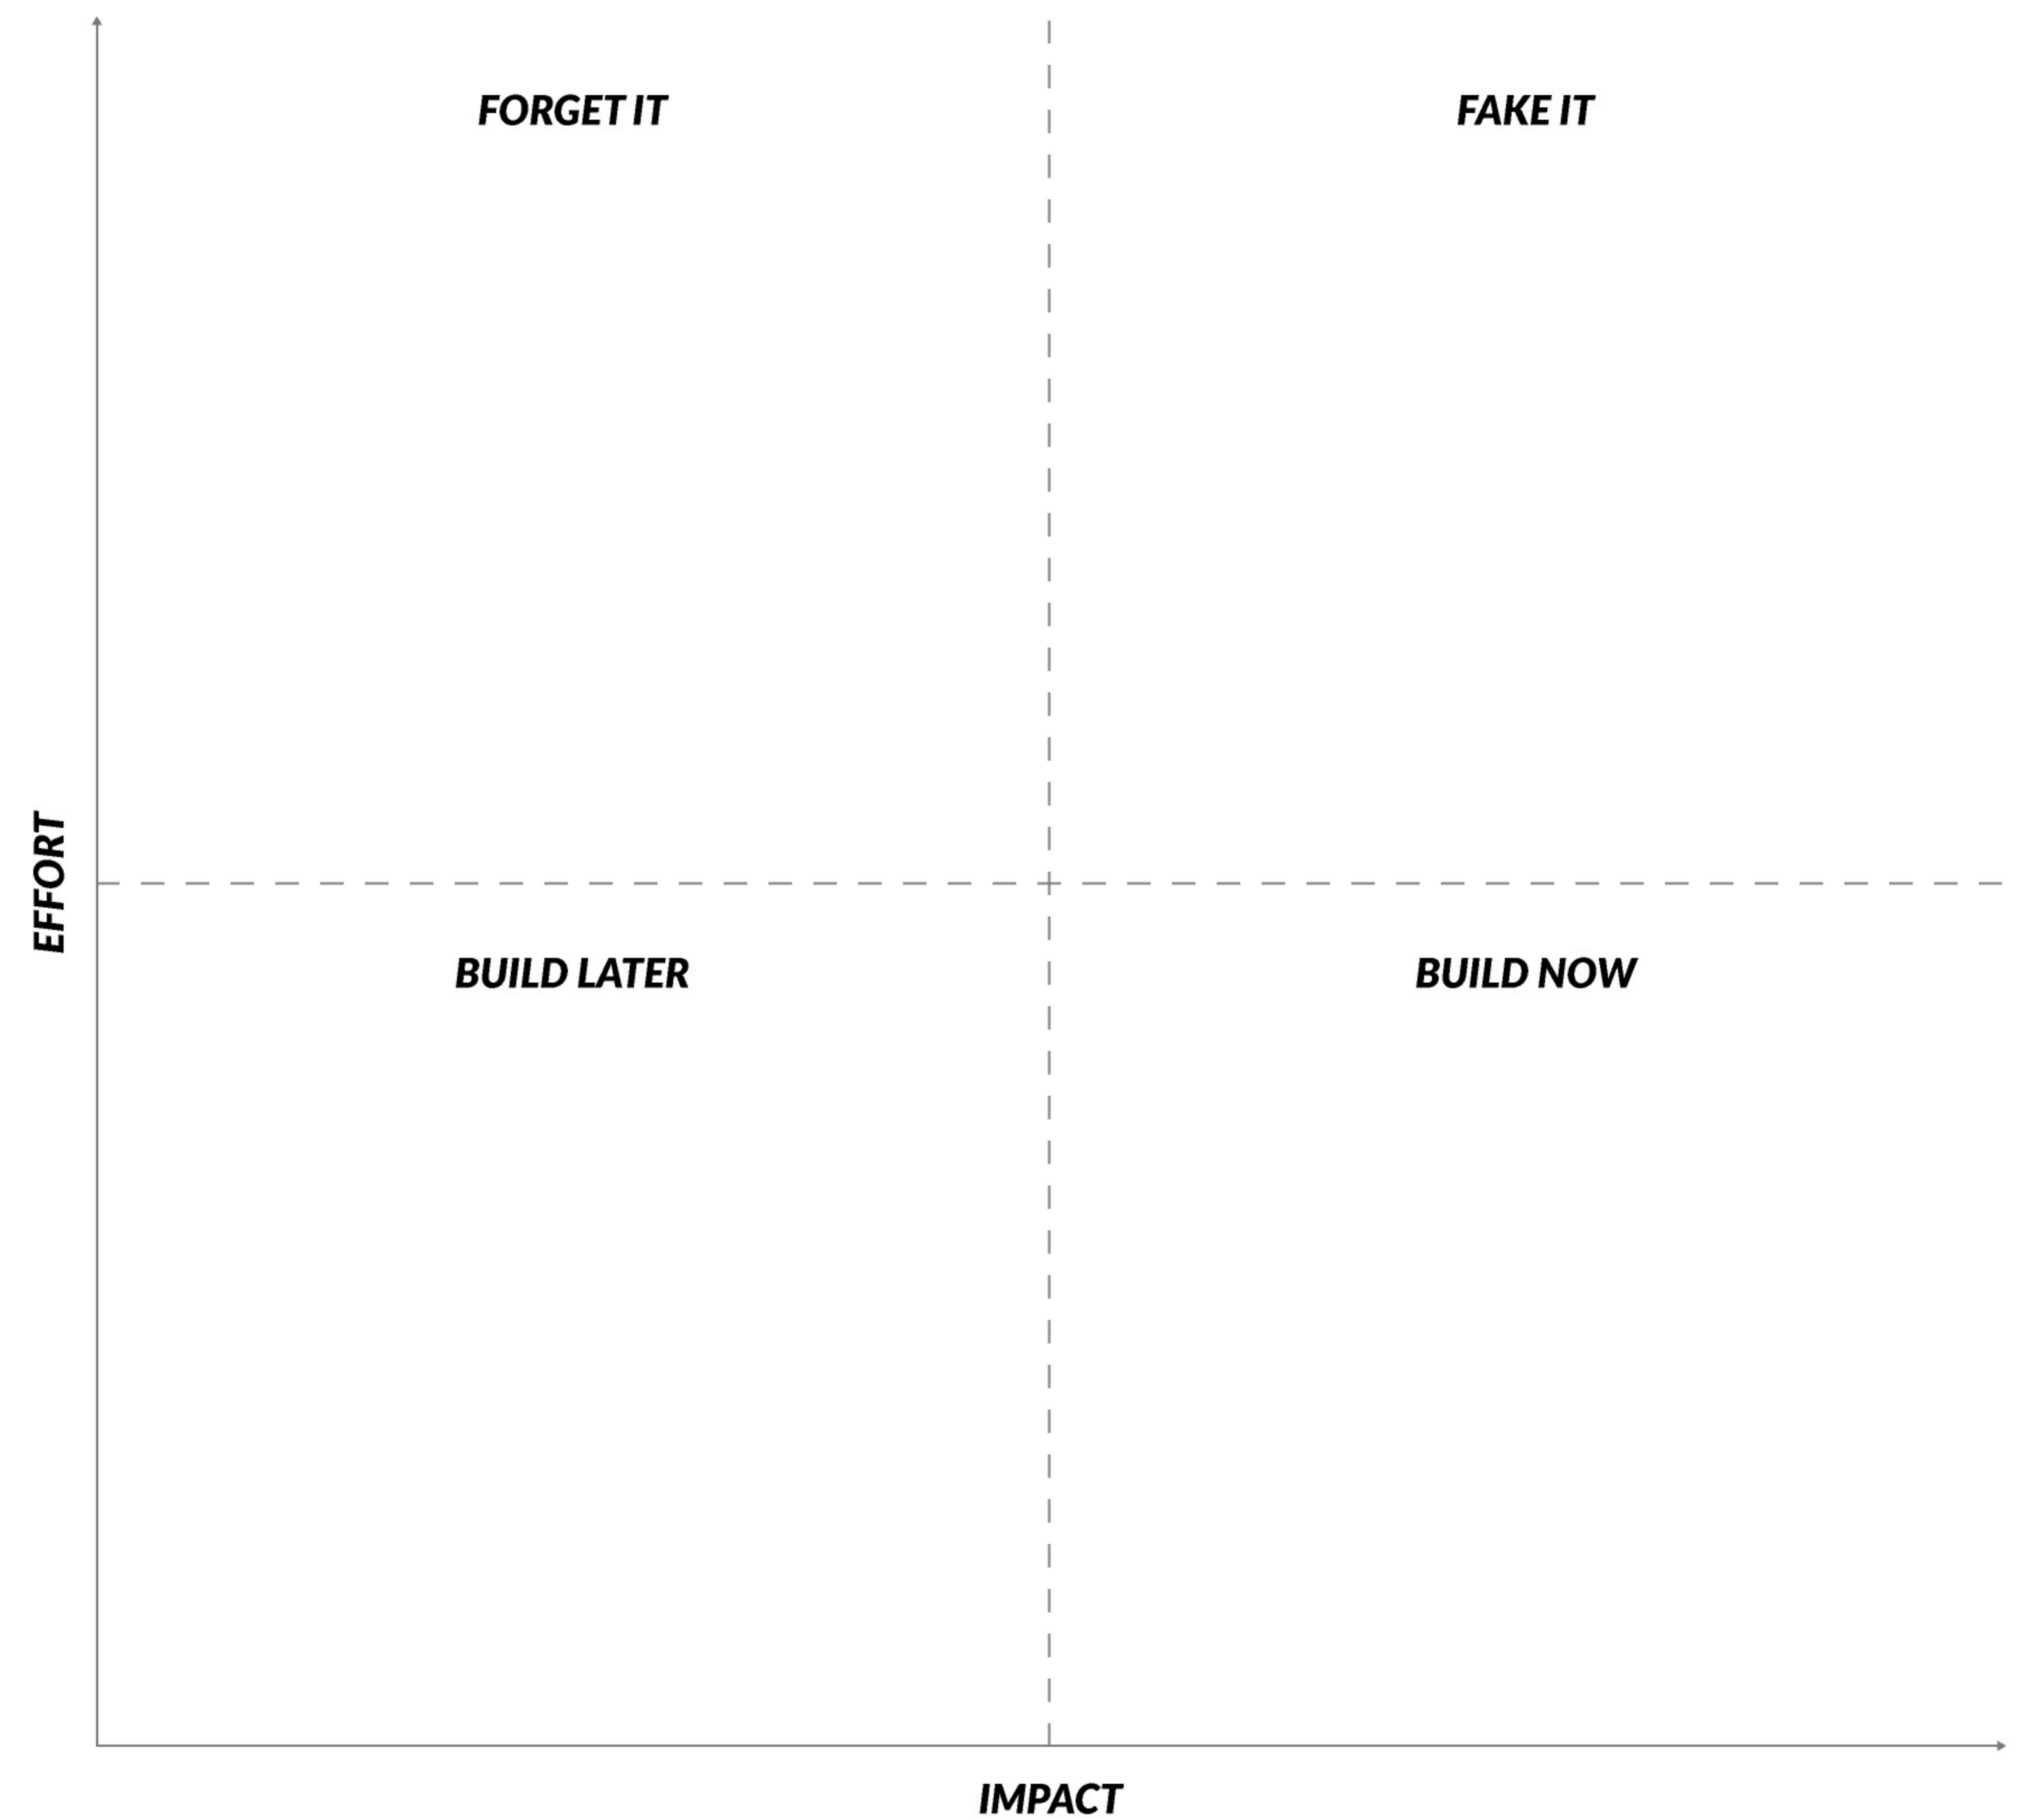 FORGET IT
FAKE IT
EFFORT
BUILD LATER
BUILD NOW
IMPACT